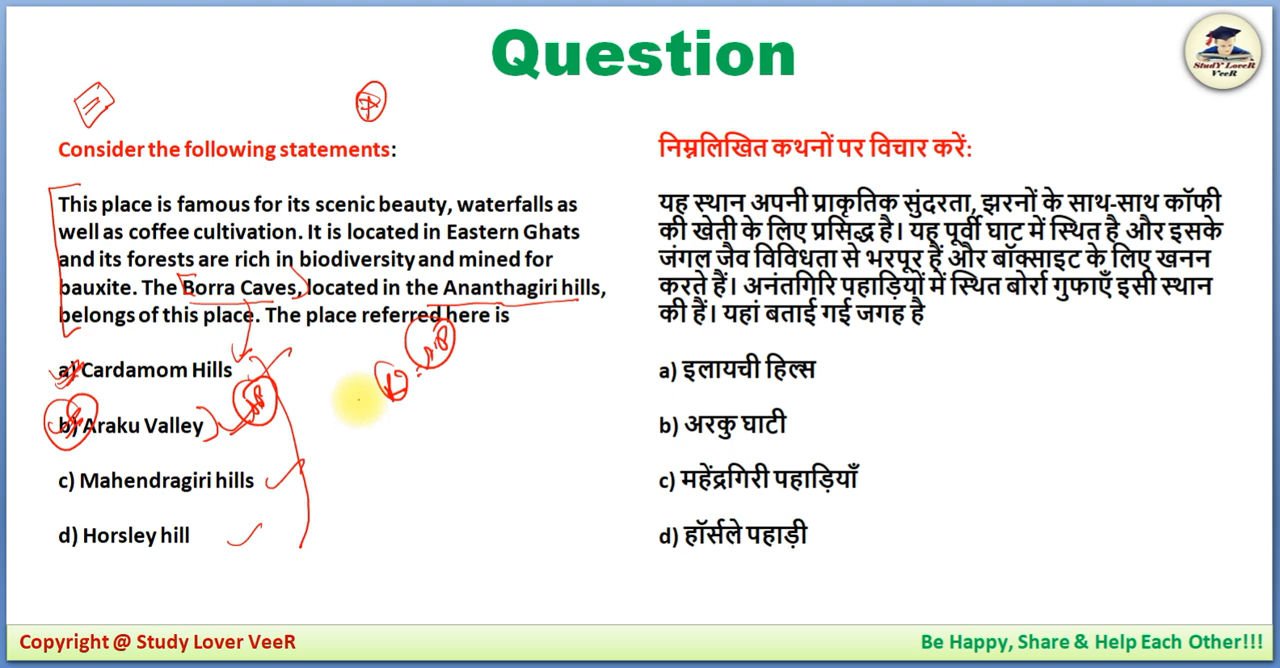 Question
StudY LoveR
VeeR
Consider the following statements:
This place is famous for its scenic beauty, waterfalls as
well as coffee cultivation. It is located in Eastern Ghats
and its forests are rich in biodiversity and mined for
bauxite. The Borra Caves, located in the Ananthagiri hills,
belongs of this place. The place referred here is
a) Cardamom Hills
b) Araku Valley
c) Mahendragiri hills
d) Horsley hill
निम्नलिखित कथनों पर विचार करें:
यह स्थान अपनी प्राकृतिक सुंदरता, झरनों के साथ-साथ कॉफी
की खेती के लिए प्रसिद्ध है। यह पूर्वी घाट में स्थित है और इसके
जंगल जैव विविधता से भरपूर हैं और बॉक्साइट के लिए खनन
करते हैं। अनंतगिरि पहाड़ियों में स्थित बोर्रा गुफाएँ इसी स्थान
की हैं। यहां बताई गई जगह है
a) इलायची हिल्स
b) अरकु घाटी
c) महेंद्रगिरी पहाड़ियाँ
d) हॉर्सले पहाड़ी
Copyright @ Study Lover VeeR
Be Happy, Share & Help Each Other!!!